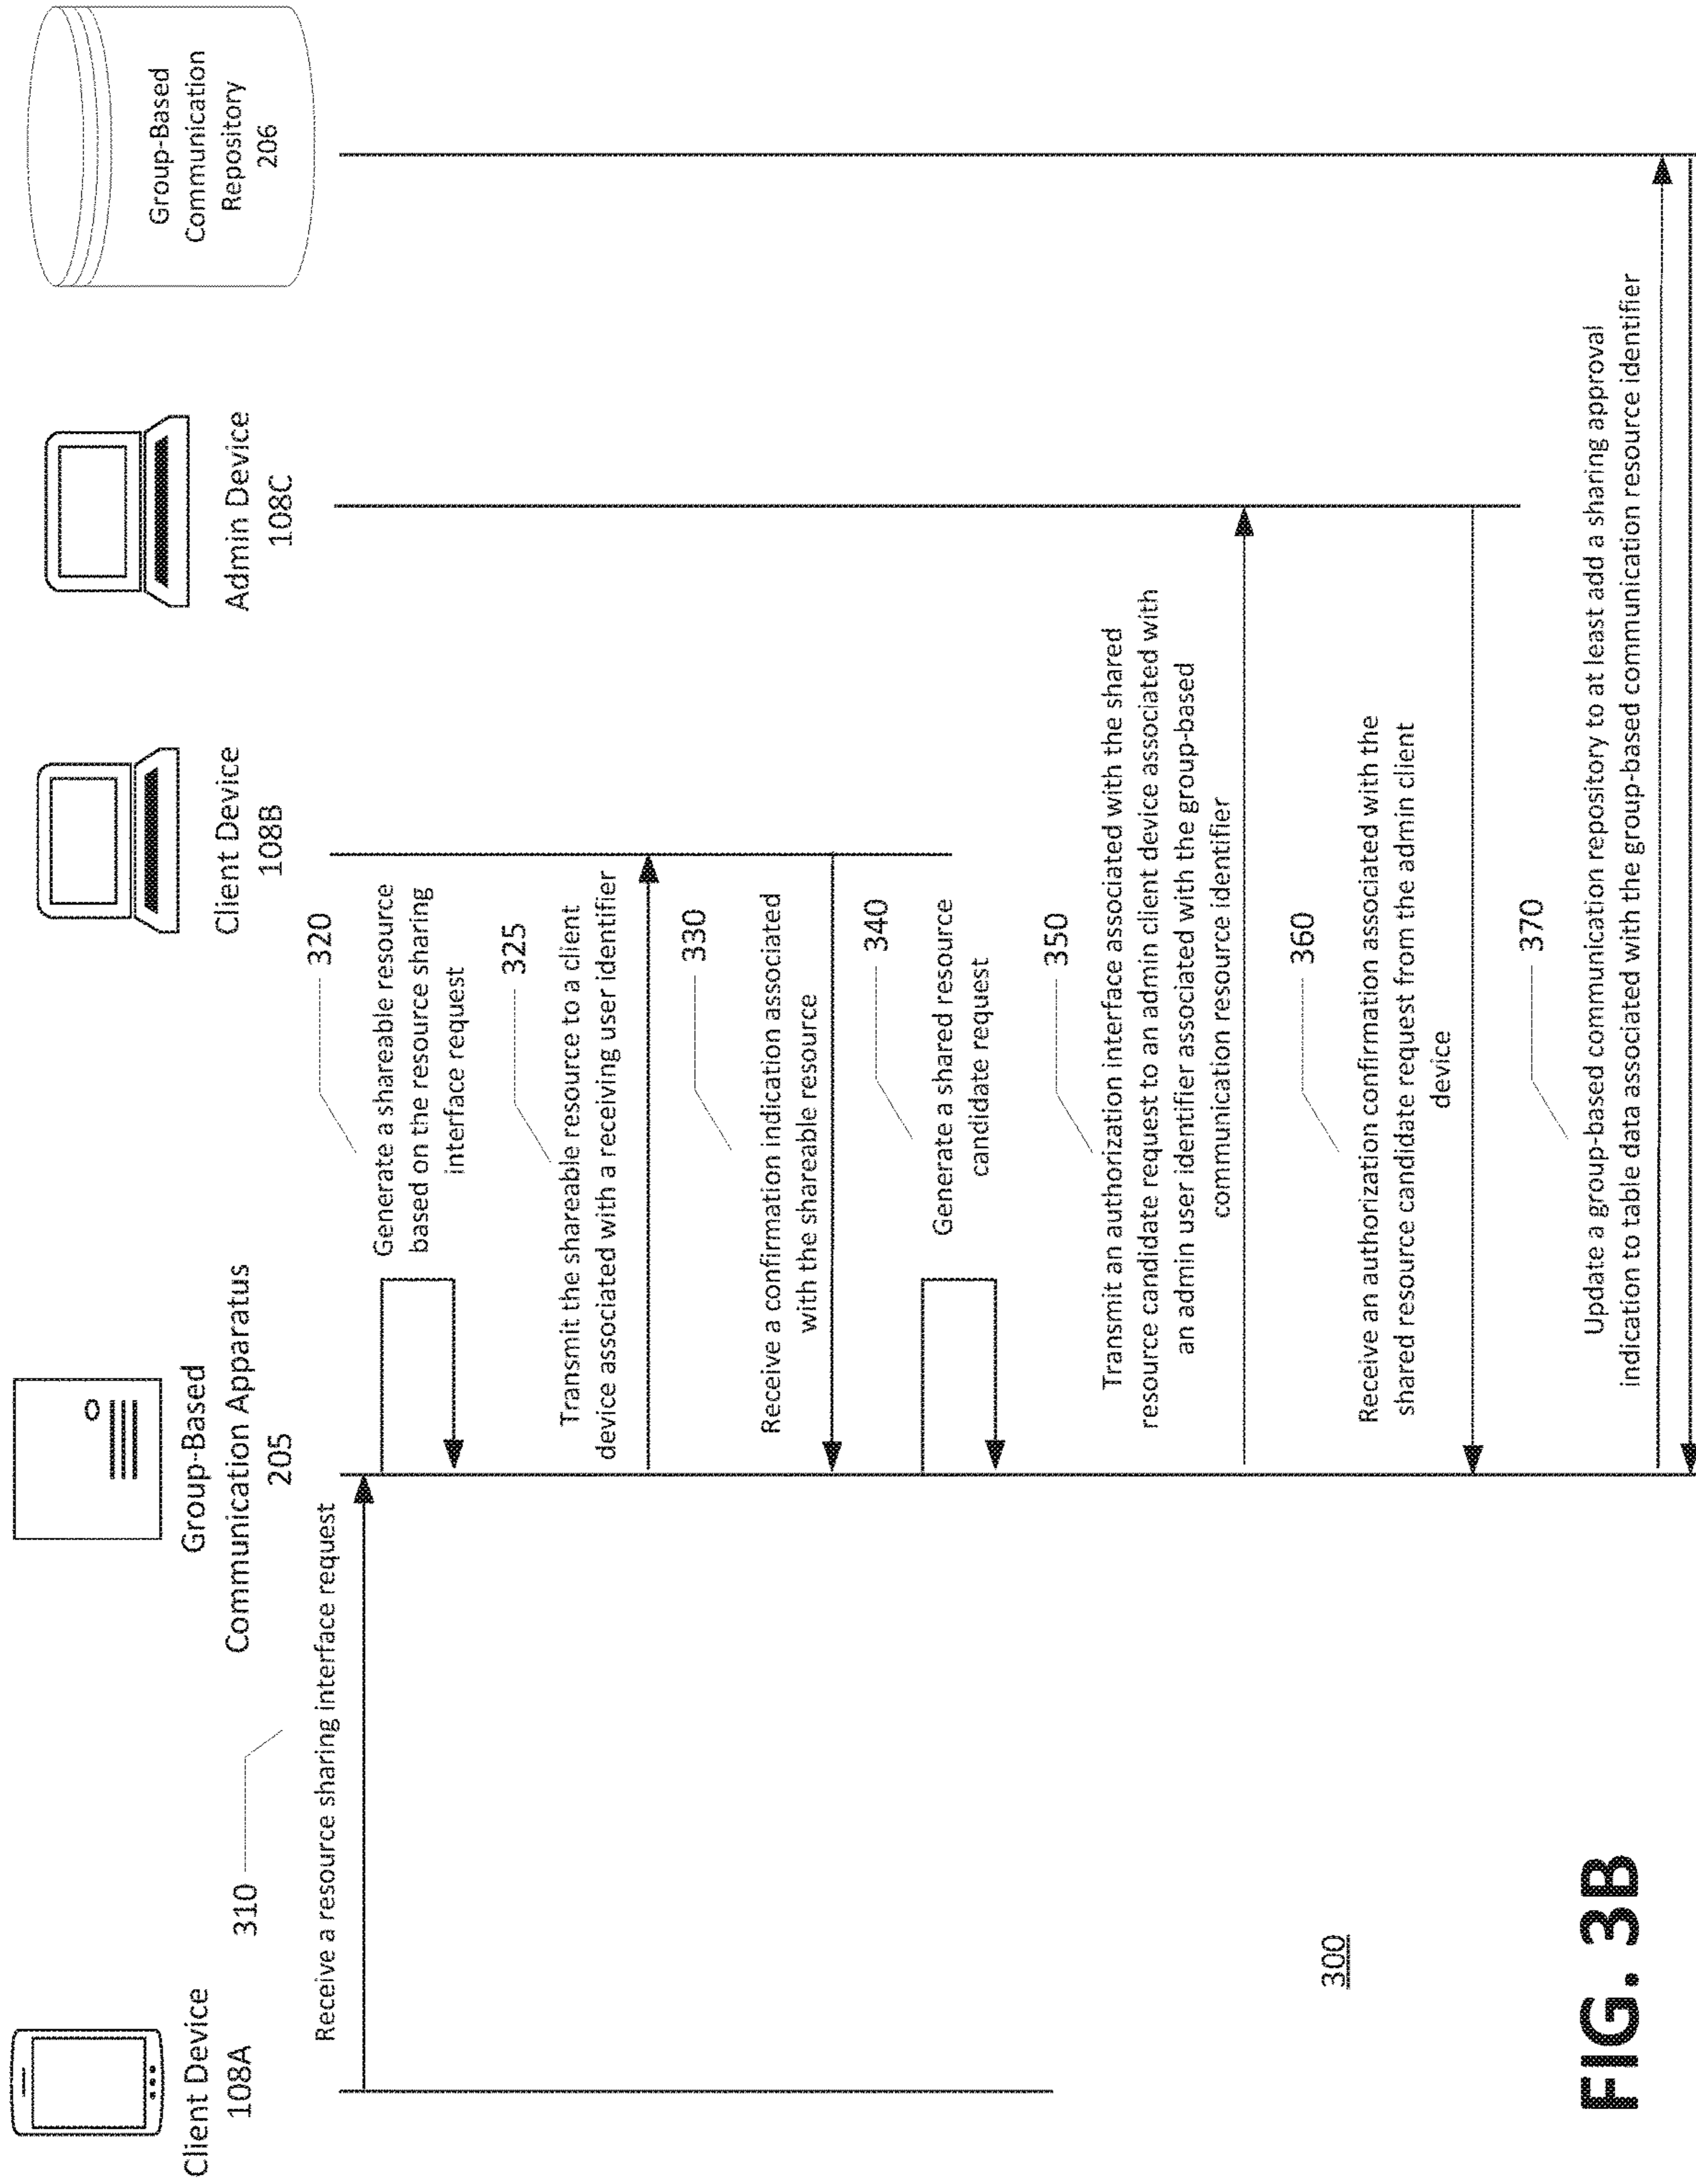 Client Device
108A
Group-Based
Communication Apparatus
205
Client Device
108B
Admin Device
108C
Group-Based
Communication
Repository
206
310
Receive a resource sharing interface request
320
Generate a shareable resource
based on the resource sharing
interface request
325
Transmit the shareable resource to a client
device associated with a receiving user identifier
330
Receive a confirmation indication associated
with the shareable resource
340
Generate a shared resource
candidate request
350
Transmit an authorization interface associated with the shared
resource candidate request to an admin client device associated with
an admin user identifier associated with the group-based
communication resource identifier
360
Receive an authorization confirmation associated with the
shared resource candidate request from the admin client
device
370
Update a group-based communication repository to at least add a sharing approval
indication to table data associated with the group-based communication resource identifier
300
FIG. 3B